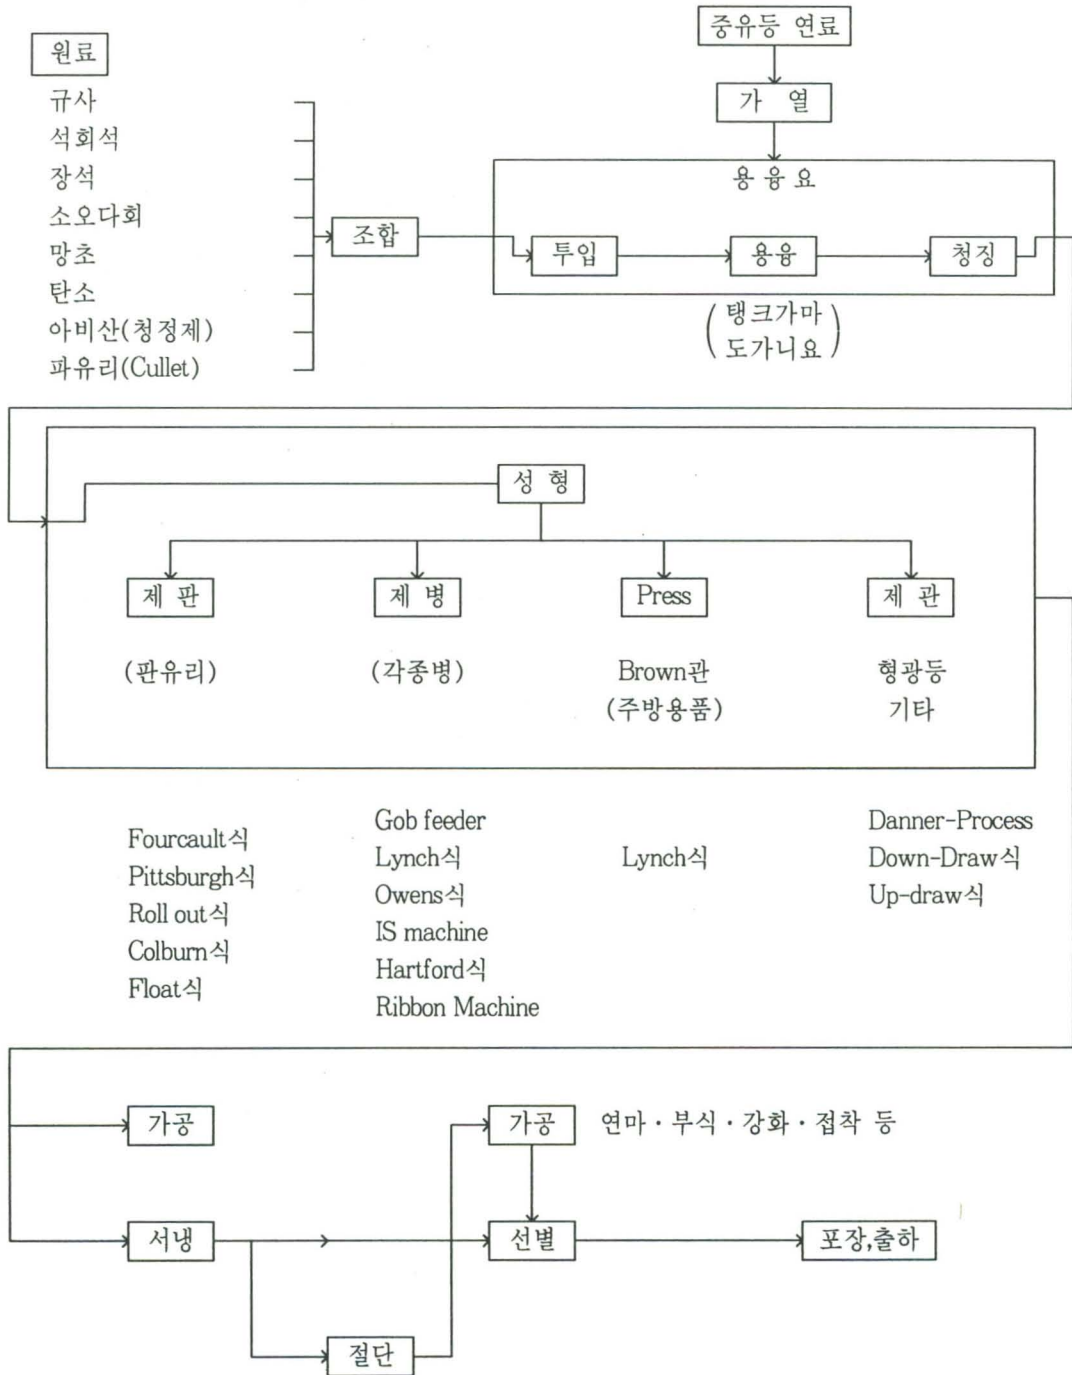 중유등 연료
원료
가 열
규사
석회석
장석
소오다회
망초
탄소
아비산(청정제)
파유리(Cullet)
조합
용 융 요
투입
용융
청징
(탱크가마
도가니요)
성 형
제 판
제 병
Press
제 관
(판유리)
(각종병)
Brown관
(주방용품)
형광등
기타
Fourcault식
Pittsburgh식
Roll out식
Colburn식
Float식
Gob feeder
Lynch식
Owens식
IS machine
Hartford식
Ribbon Machine
Lynch식
Danner-Process
Down-Draw식
Up-draw식
가공
가공
연마・부식・강화・접착 등
서냉
선별
포장,출하
절단